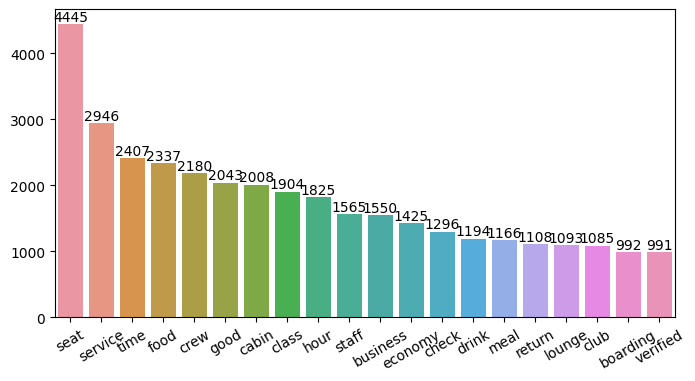 4445
2946
2407
2337
2180
2043
2008
1904
1825
1565
1550
1425
1296
1194
1166
1108
1093
1085
992
991
4000
3000
2000
1000
0
seat
service
time
food
crew
good
cabin
class
hour
staff
business
economy
check
drink
meal
return
lounge
club
boarding
verified